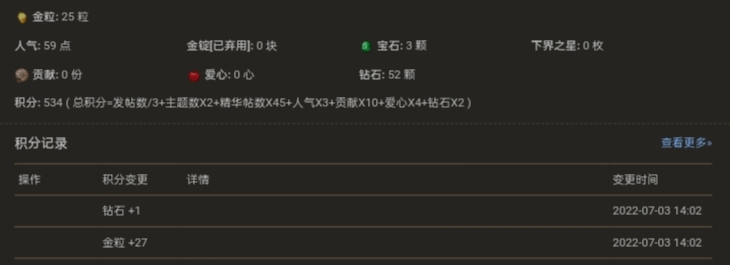 金粒: 25 粒
人气: 59 点 金锭[已弃用]: 0 块 宝石: 3 颗 下界之星: 0 枚
贡献: 0 份 爱心: 0 心 钻石: 52 颗
积分: 534 ( 总积分=发帖数/3+主题数X2+精华帖数X45+人气X3+贡献X10+爱心X4+钻石X2 )
积分记录 查看更多»
操作 积分变更 详情 变更时间
钻石 +1 2022-07-03 14:02
金粒 +27 2022-07-03 14:02